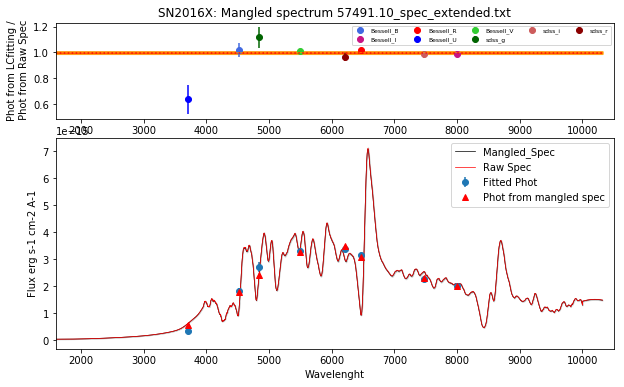 SN2016X: Mangled spectrum 57491.10_spec_extended.txt
Phot from LCfitting /
Phot from Raw Spec
1.2
1.0
0.8
0.6
Bessell_B
Bessell_I
Bessell_R
Bessell_U
Bessell_V
sdss_g
sdss_i
sdss_r
2000 3000 4000 5000 6000 7000 8000 9000 10000
Flux erg s-1 cm-2 A-1
7
6
5
4
3
2
1
0
Mangled_Spec
Raw Spec
Fitted Phot
Phot from mangled spec
2000 3000 4000 5000 6000 7000 8000 9000 10000
Wavelenght